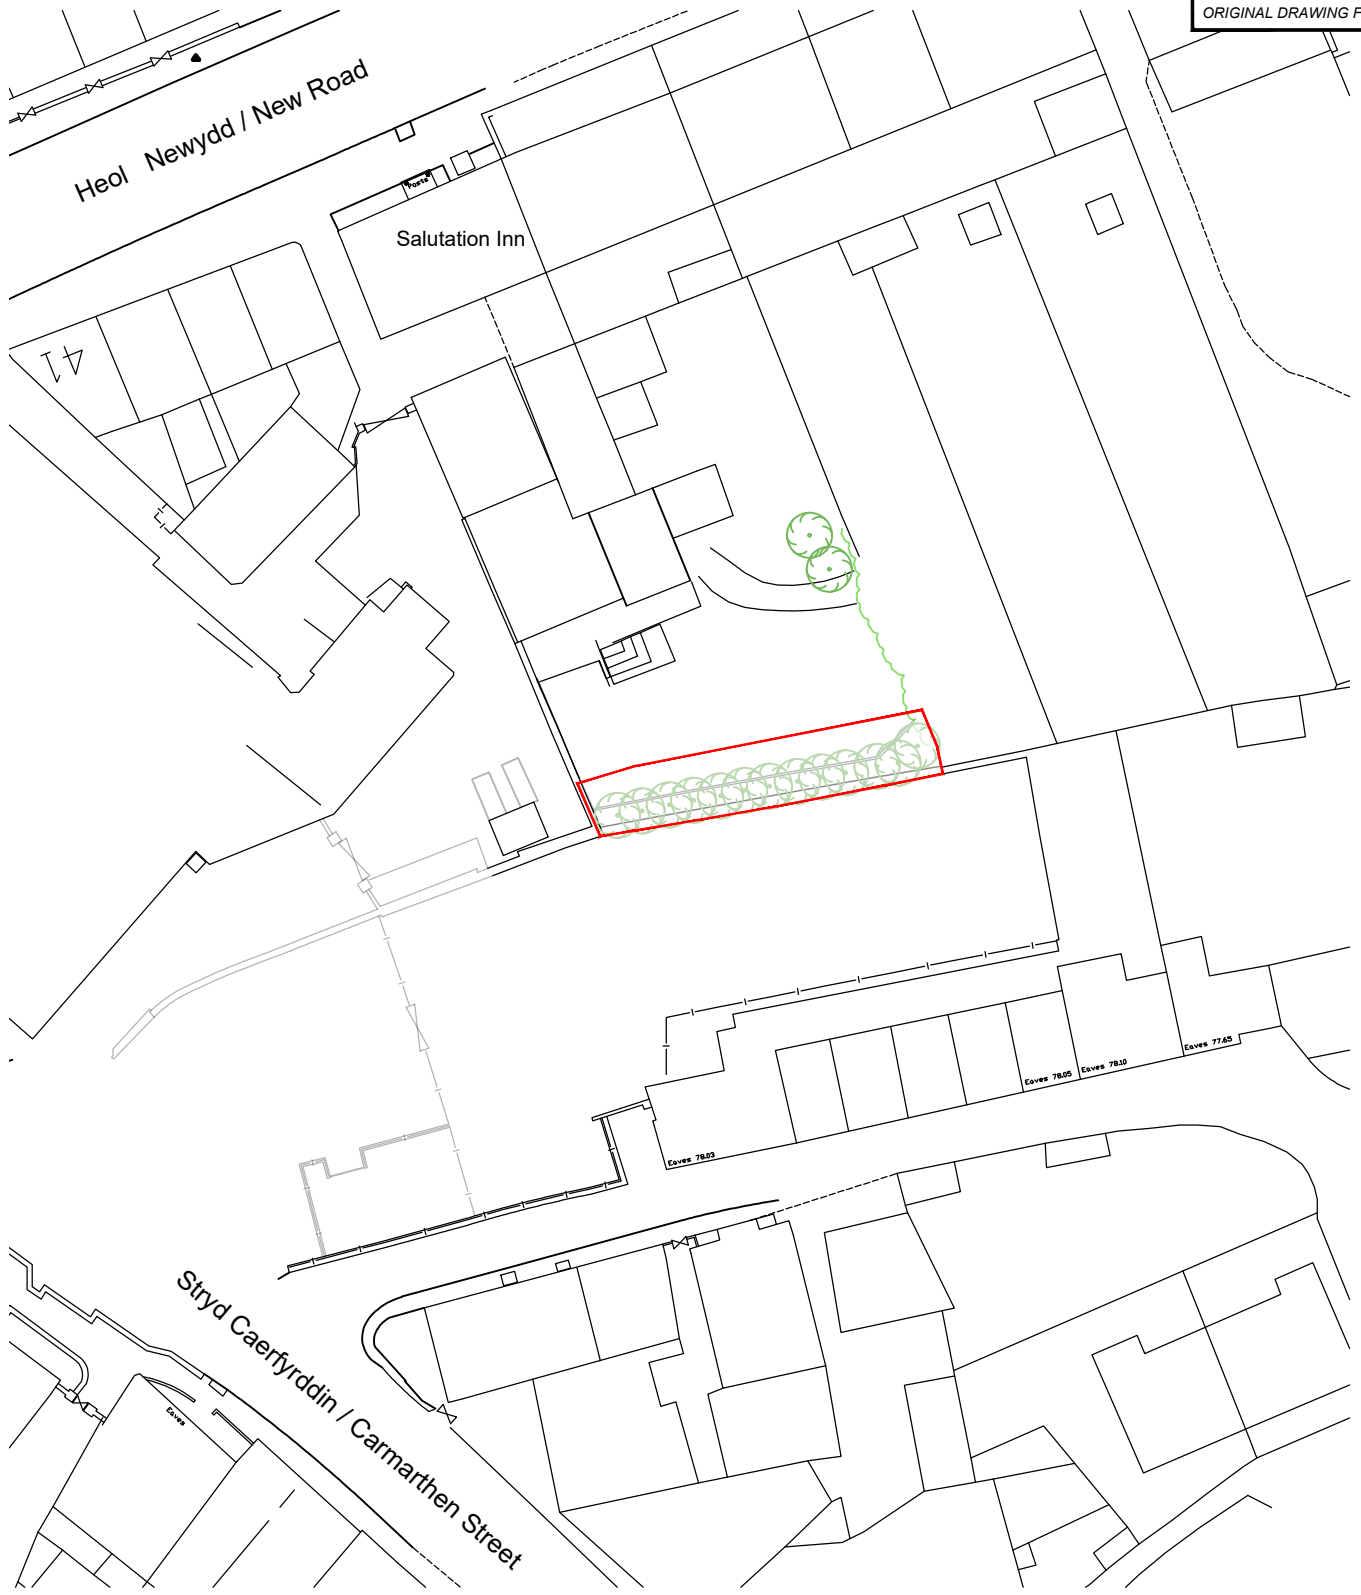 ORIGINAL DRAWING F
Heol Newydd / New Road
Posts
Salutation Inn
Eaves 77.65
Eaves 78.10
Eaves 78.05
Eaves 78.03
Stryd Caerfyrddin / Carmarthen Street
Eaves